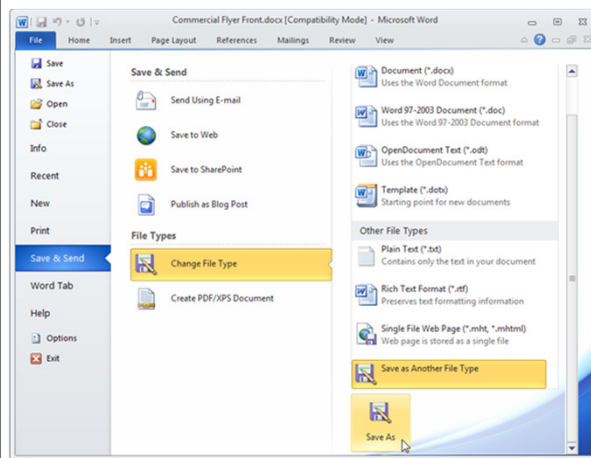 Commercial Flyer Front.docx [Compatibility Mode] - Microsoft Word
File Home Insert Page Layout References Mailings Review View
Save
Save As
Open
Close
Info
Recent
New
Print
Save & Send
Word Tab
Help
Options
Exit
Save & Send
Send Using E-mail
Save to Web
Save to SharePoint
Publish as Blog Post
File Types
Change File Type
Create PDF/XPS Document
Document (*.docx)
Uses the Word Document format
Word 97-2003 Document (*.doc)
Uses the Word 97-2003 Document format
OpenDocument Text (*.odt)
Uses the OpenDocument Text format
Template (*.dotx)
Starting point for new documents
Other File Types
Plain Text (*.txt)
Contains only the text in your document
Rich Text Format (*.rtf)
Preserves text formatting information
Single File Web Page (*.mht, *.mhtml)
Web page is stored as a single file
Save as Another File Type
Save As